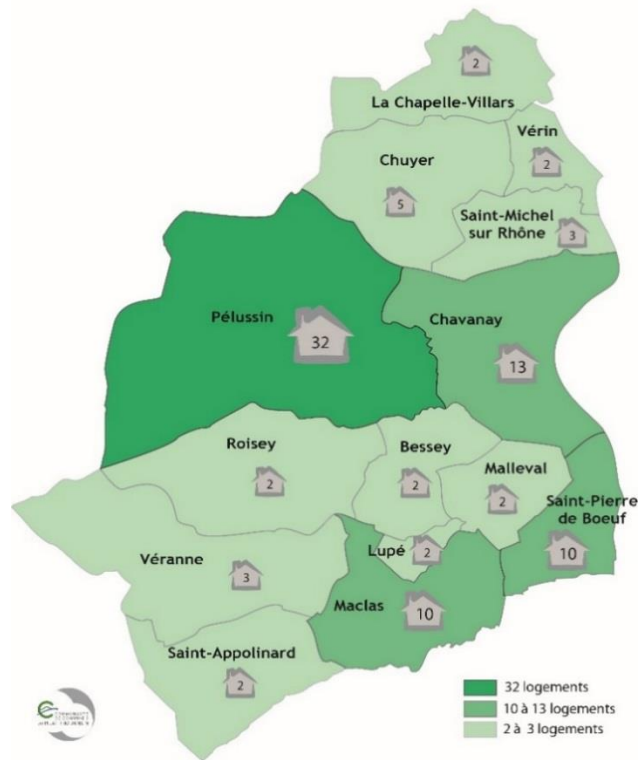 2
La Chapelle-Villars
Vérin
2
Chuyer
5
Saint-Michel
sur Rhône
3
Pélussin
32
Chavanay
13
Roisey
2
Bessey
2
Malleval
2
Saint-Pierre
de Boeuf
10
Lupé
2
Véranne
3
Maclas
10
Saint-Appolinard
2
32 logements
10 à 13 logements
2 à 3 logements